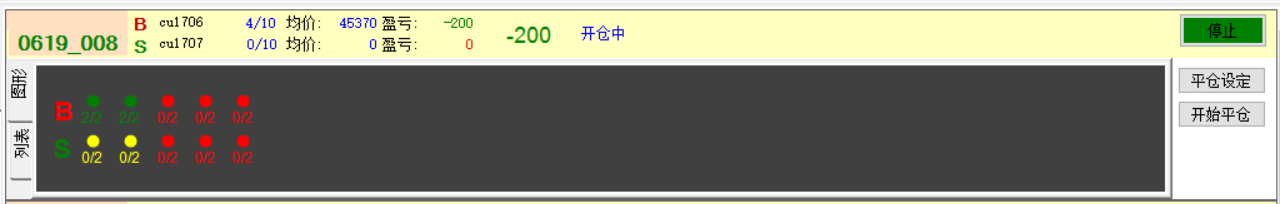 0619_008
B cu1706 4/10 均价: 45370 盈亏: -200
S cu1707 0/10 均价: 0 盈亏: 0
-200 开仓中
停止
图形
列表
B 2/2 2/2 0/2 0/2 0/2
S 0/2 0/2 0/2 0/2 0/2
平仓设定
开始平仓